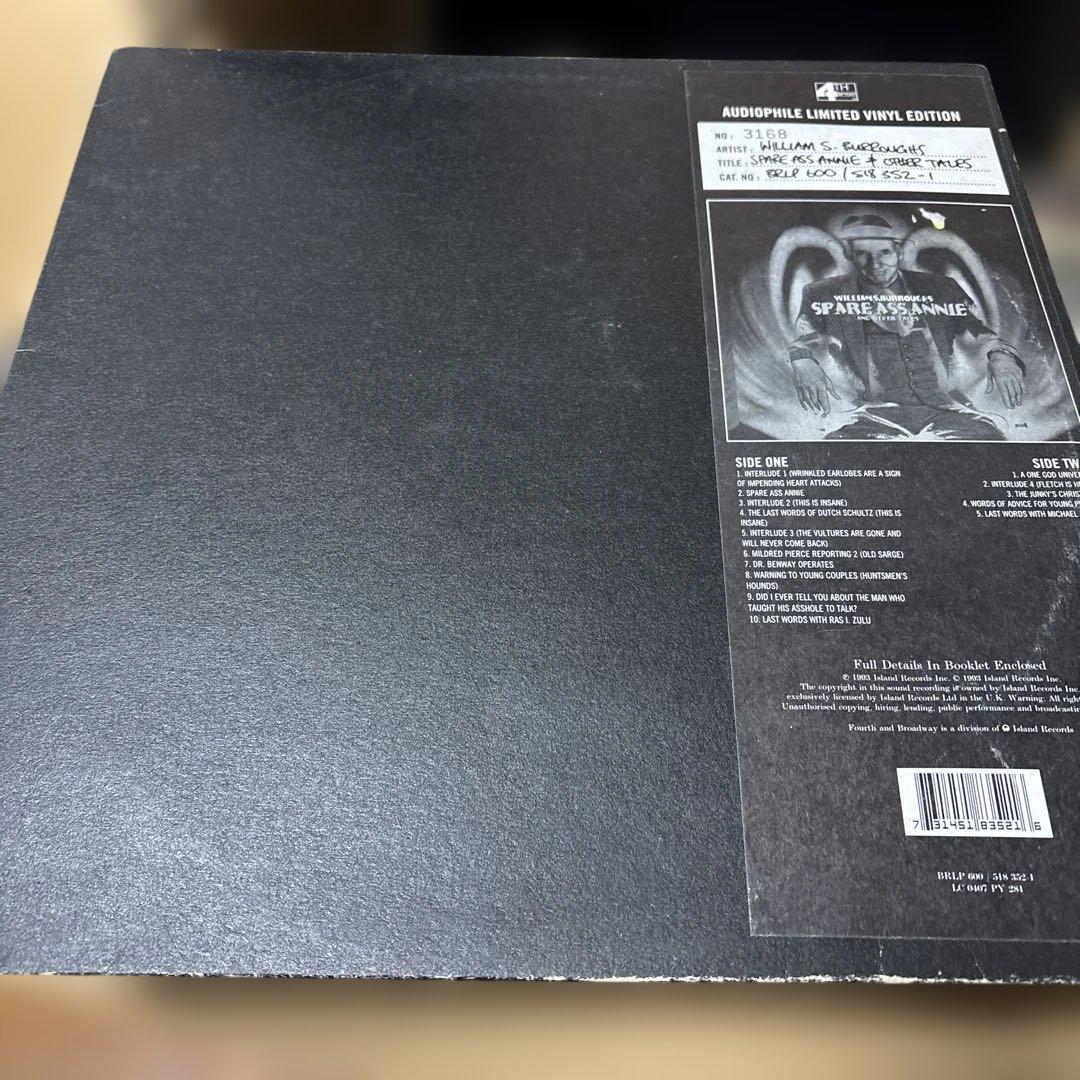 4TH
AUDIOPHILE LIMITED VINYL EDITION
NO: 3168
ARTIST: WILLIAM S. BURROUGHS
TITLE: SPARE ASS ANNIE & OTHER TALES
CAT. NO: BRLP 600 / 518 352-1
WILLIAM S. BURROUGHS
SPARE ASS ANNIE
AND OTHER TALES
SIDE ONE
1. INTERLUDE 1 (WRINKLED EARLOBES ARE A SIGN
OF IMPENDING HEART ATTACKS)
2. SPARE ASS ANNIE
3. INTERLUDE 2 (THIS IS INSANE)
4. THE LAST WORDS OF DUTCH SCHULTZ (THIS IS
INSANE)
5. INTERLUDE 3 (THE VULTURES ARE GONE AND
WILL NEVER COME BACK)
6. MILDRED PIERCE REPORTING 2 (OLD SARGE)
7. DR. BENWAY OPERATES
8. WARNING TO YOUNG COUPLES (HUNTSMEN'S
HOUNDS)
9. DID I EVER TELL YOU ABOUT THE MAN WHO
TAUGHT HIS ASSHOLE TO TALK?
10. LAST WORDS WITH RAS I. ZULU
SIDE TW
1. A ONE GOD UNIVER
2. INTERLUDE 4 (FLETCH IS H
3. THE JUNKY'S CHRIS
4. WORDS OF ADVICE FOR YOUNG P
5. LAST WORDS WITH MICHAEL
Full Details In Booklet Enclosed
℗ 1993 Island Records Inc. © 1993 Island Records Inc.
The copyright in this sound recording is owned by Island Records Inc.
exclusively licensed by Island Records Ltd in the U.K. Warning: All righ
Unauthorised copying, hiring, lending, public performance and broadcastin
Fourth and Broadway is a division of Island Records
7 31451 83521 6
BRLP 600 / 518 352-1
LC 0407 PY 281